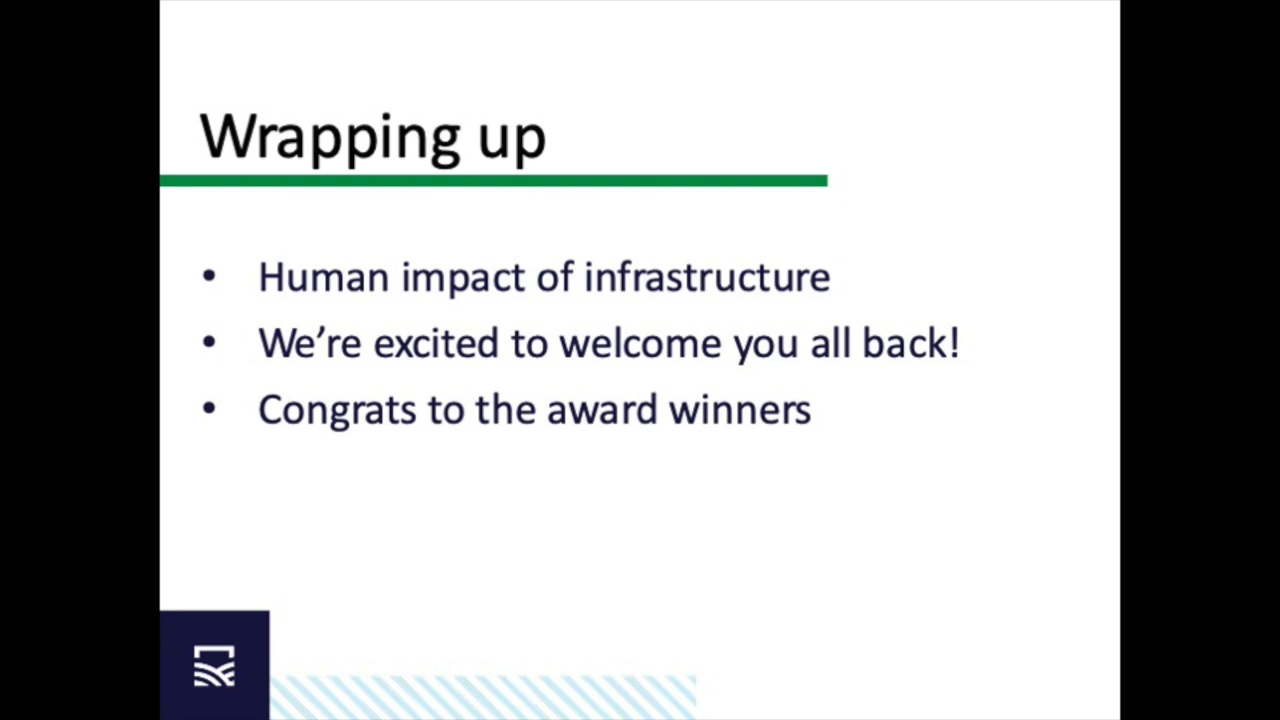 Wrapping up
• Human impact of infrastructure
• We’re excited to welcome you all back!
• Congrats to the award winners